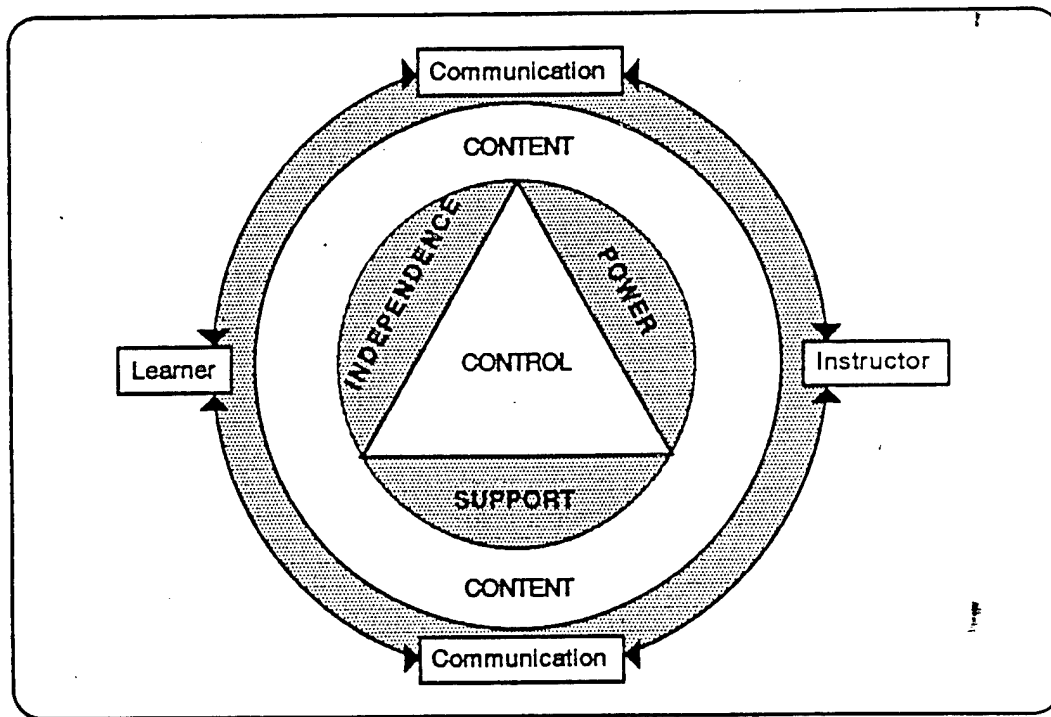 Communication
CONTENT
INDEPENDENCE
POWER
Learner
CONTROL
Instructor
SUPPORT
CONTENT
Communication